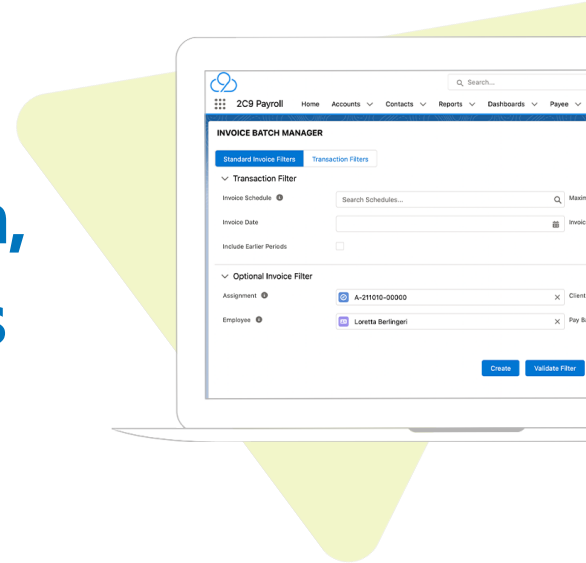 Search...
2C9 Payroll Home Accounts Contacts Reports Dashboards Payee
INVOICE BATCH MANAGER
Standard Invoice Filters Transaction Filters
Transaction Filter
Invoice Schedule Search Schedules...
Invoice Date
Include Earlier Periods
Optional Invoice Filter
Assignment A-211010-00000 Client
Employee Loretta Berlingeri
Create Validate Filter